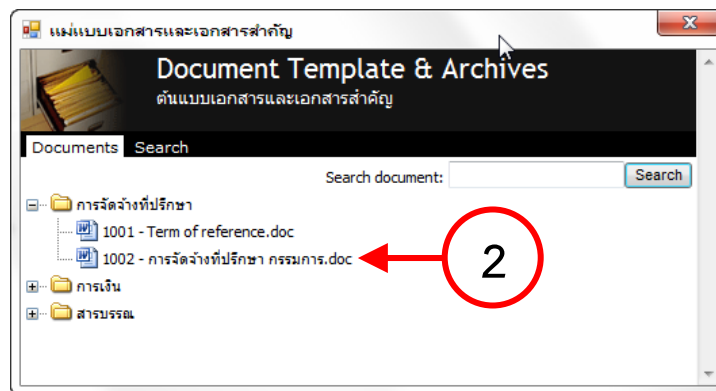 แม่แบบเอกสารและเอกสารสำคัญ
Document Template & Archives
ต้นแบบเอกสารและเอกสารสำคัญ
Documents Search
Search document: Search
การจัดจ้างที่ปรึกษา
1001 - Term of reference.doc
1002 - การจัดจ้างที่ปรึกษา กรรมการ.doc
2
การเงิน
สารบรรณ